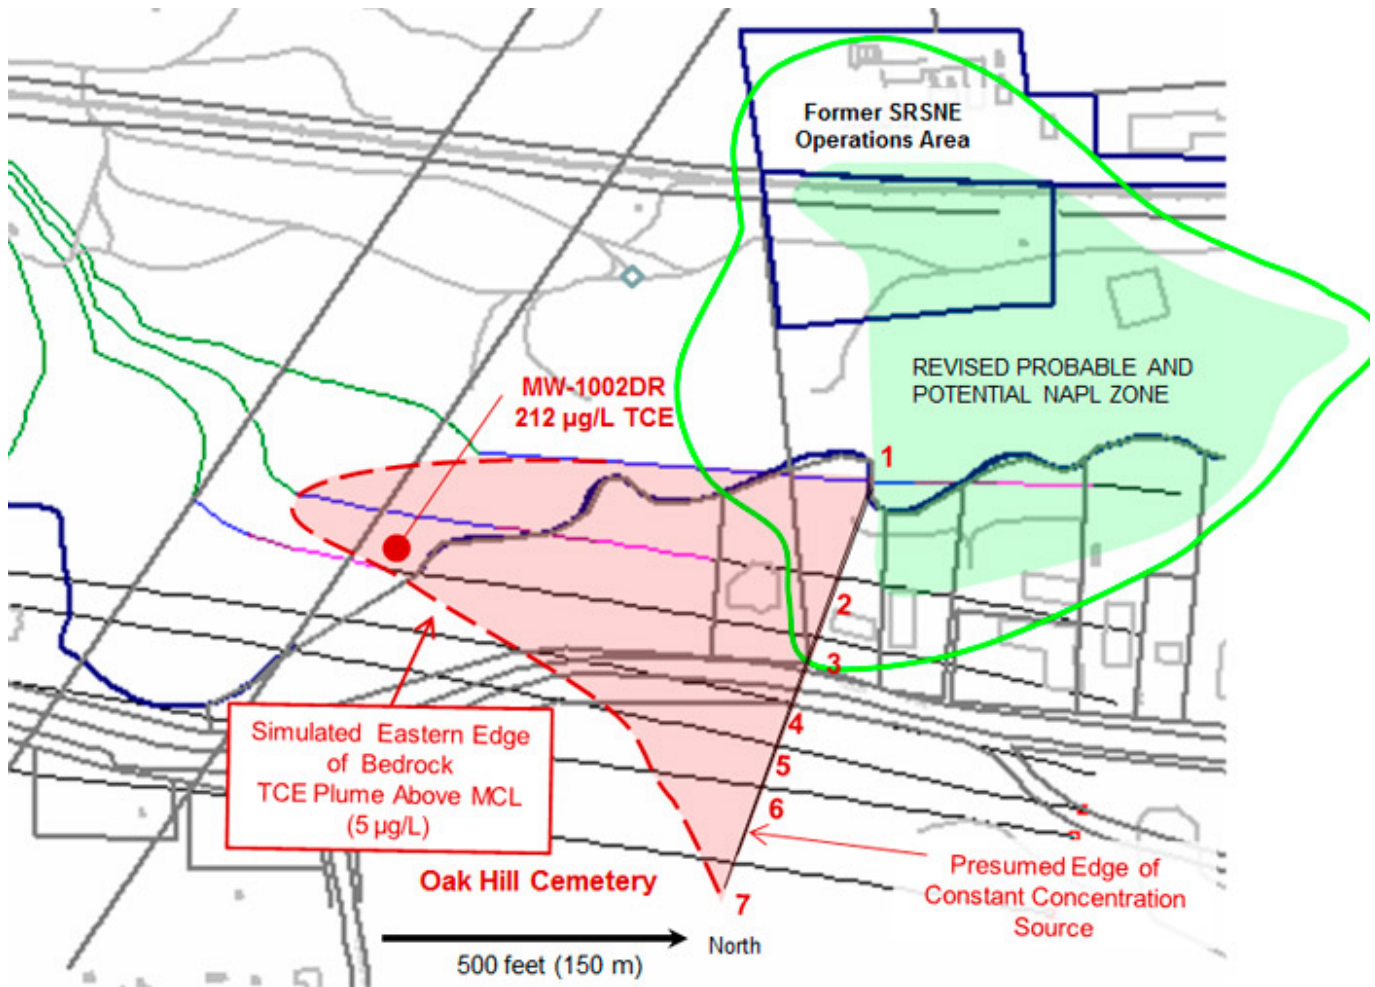 Former SRSNE
Operations Area
REVISED PROBABLE AND
POTENTIAL NAPL ZONE
MW-1002DR
212 µg/L TCE
1
2
3
4
5
6
7
Simulated Eastern Edge
of Bedrock
TCE Plume Above MCL
(5 µg/L)
Oak Hill Cemetery
Presumed Edge of
Constant Concentration
Source
North
500 feet (150 m)